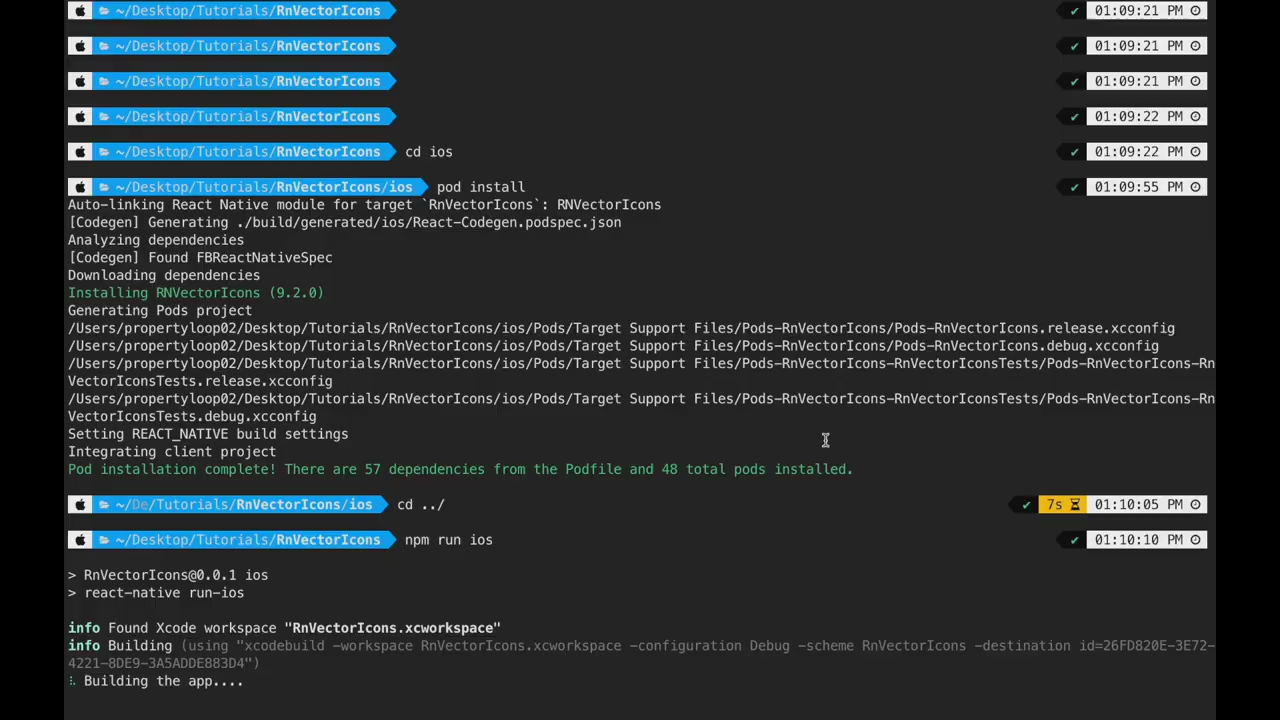 ~/Desktop/Tutorials/RnVectorIcons ✔ 01:09:21 PM
~/Desktop/Tutorials/RnVectorIcons ✔ 01:09:21 PM
~/Desktop/Tutorials/RnVectorIcons ✔ 01:09:21 PM
~/Desktop/Tutorials/RnVectorIcons ✔ 01:09:22 PM
~/Desktop/Tutorials/RnVectorIcons cd ios ✔ 01:09:22 PM
~/Desktop/Tutorials/RnVectorIcons/ios pod install ✔ 01:09:55 PM
Auto-linking React Native module for target `RnVectorIcons`: RNVectorIcons
[Codegen] Generating ./build/generated/ios/React-Codegen.podspec.json
Analyzing dependencies
[Codegen] Found FBReactNativeSpec
Downloading dependencies
Installing RNVectorIcons (9.2.0)
Generating Pods project
/Users/propertyloop02/Desktop/Tutorials/RnVectorIcons/ios/Pods/Target Support Files/Pods-RnVectorIcons/Pods-RnVectorIcons.release.xcconfig
/Users/propertyloop02/Desktop/Tutorials/RnVectorIcons/ios/Pods/Target Support Files/Pods-RnVectorIcons/Pods-RnVectorIcons.debug.xcconfig
/Users/propertyloop02/Desktop/Tutorials/RnVectorIcons/ios/Pods/Target Support Files/Pods-RnVectorIcons-RnVectorIconsTests/Pods-RnVectorIcons-Rn
VectorIconsTests.release.xcconfig
/Users/propertyloop02/Desktop/Tutorials/RnVectorIcons/ios/Pods/Target Support Files/Pods-RnVectorIcons-RnVectorIconsTests/Pods-RnVectorIcons-Rn
VectorIconsTests.debug.xcconfig
Setting REACT_NATIVE build settings
Integrating client project
Pod installation complete! There are 57 dependencies from the Podfile and 48 total pods installed.
~/De/Tutorials/RnVectorIcons/ios cd ../ ✔ 7s 01:10:05 PM
~/Desktop/Tutorials/RnVectorIcons npm run ios ✔ 01:10:10 PM
> RnVectorIcons@0.0.1 ios
> react-native run-ios
info Found Xcode workspace "RnVectorIcons.xcworkspace"
info Building (using "xcodebuild -workspace RnVectorIcons.xcworkspace -configuration Debug -scheme RnVectorIcons -destination id=26FD820E-3E72-
4221-8DE9-3A5ADDE883D4")
Building the app....